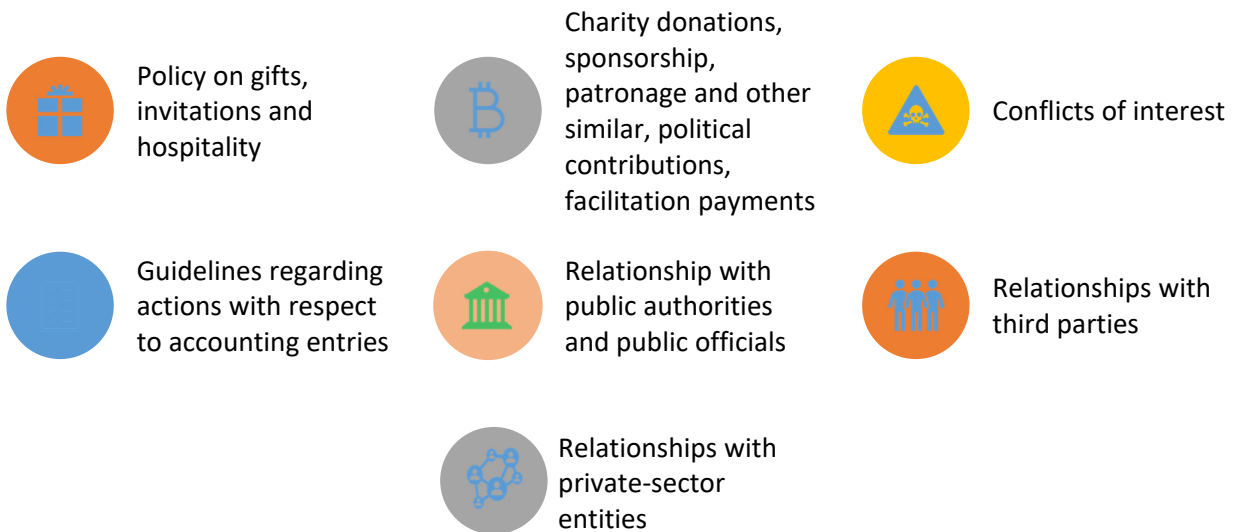 Policy on gifts,
invitations and
hospitality
Charity donations,
sponsorship,
patronage and other
similar, political
contributions,
facilitation payments
Conflicts of interest
Guidelines regarding
actions with respect
to accounting entries
Relationship with
public authorities
and public officials
Relationships with
third parties
Relationships with
private-sector
entities